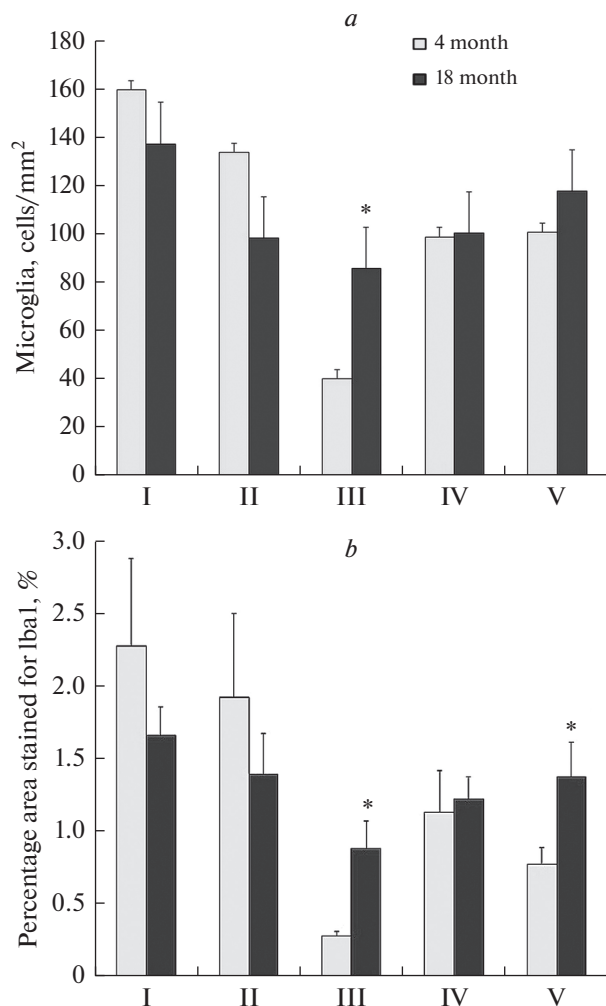 a
4 month
18 month
Microglia, cells/mm²
180
160
140
120
100
80
60
40
20
0
*
I II III IV V
b
Percentage area stained for lba1, %
3.0
2.5
2.0
1.5
1.0
0.5
0
*
*
I II III IV V